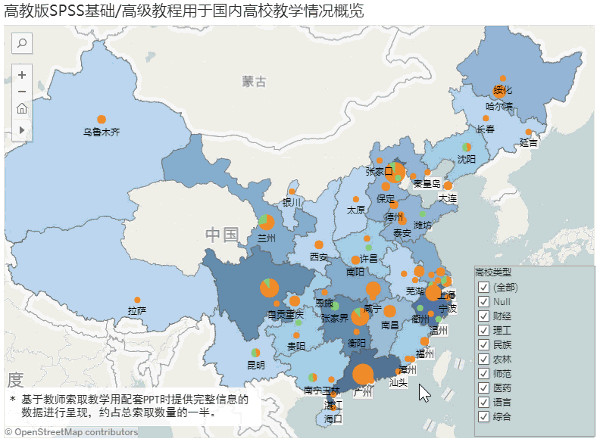 高教版SPSS基础/高级教程用于国内高校教学情况概览
蒙古
绥化
哈尔滨
乌鲁木齐
长春
延吉
沈阳
张家口
秦皇岛
大连
银川
保定
太原
德州
潍坊
中国
兰州
泰安
西安
许昌
南阳
高校类型
(全部)
芜湖
上海
Null
拉萨
恩施
宁波
财经
重庆
张家界
咸宁
衢州
理工
南昌
温州
民族
贵阳
衡阳
农林
福州
师范
昆明
漳州
医药
度
南宁
玉林
广州
汕头
语言
* 基于教师索取教学用配套PPT时提供完整信息的
湛江
综合
数据进行呈现，约占总索取数量的一半。
海口
© OpenStreetMap contributors